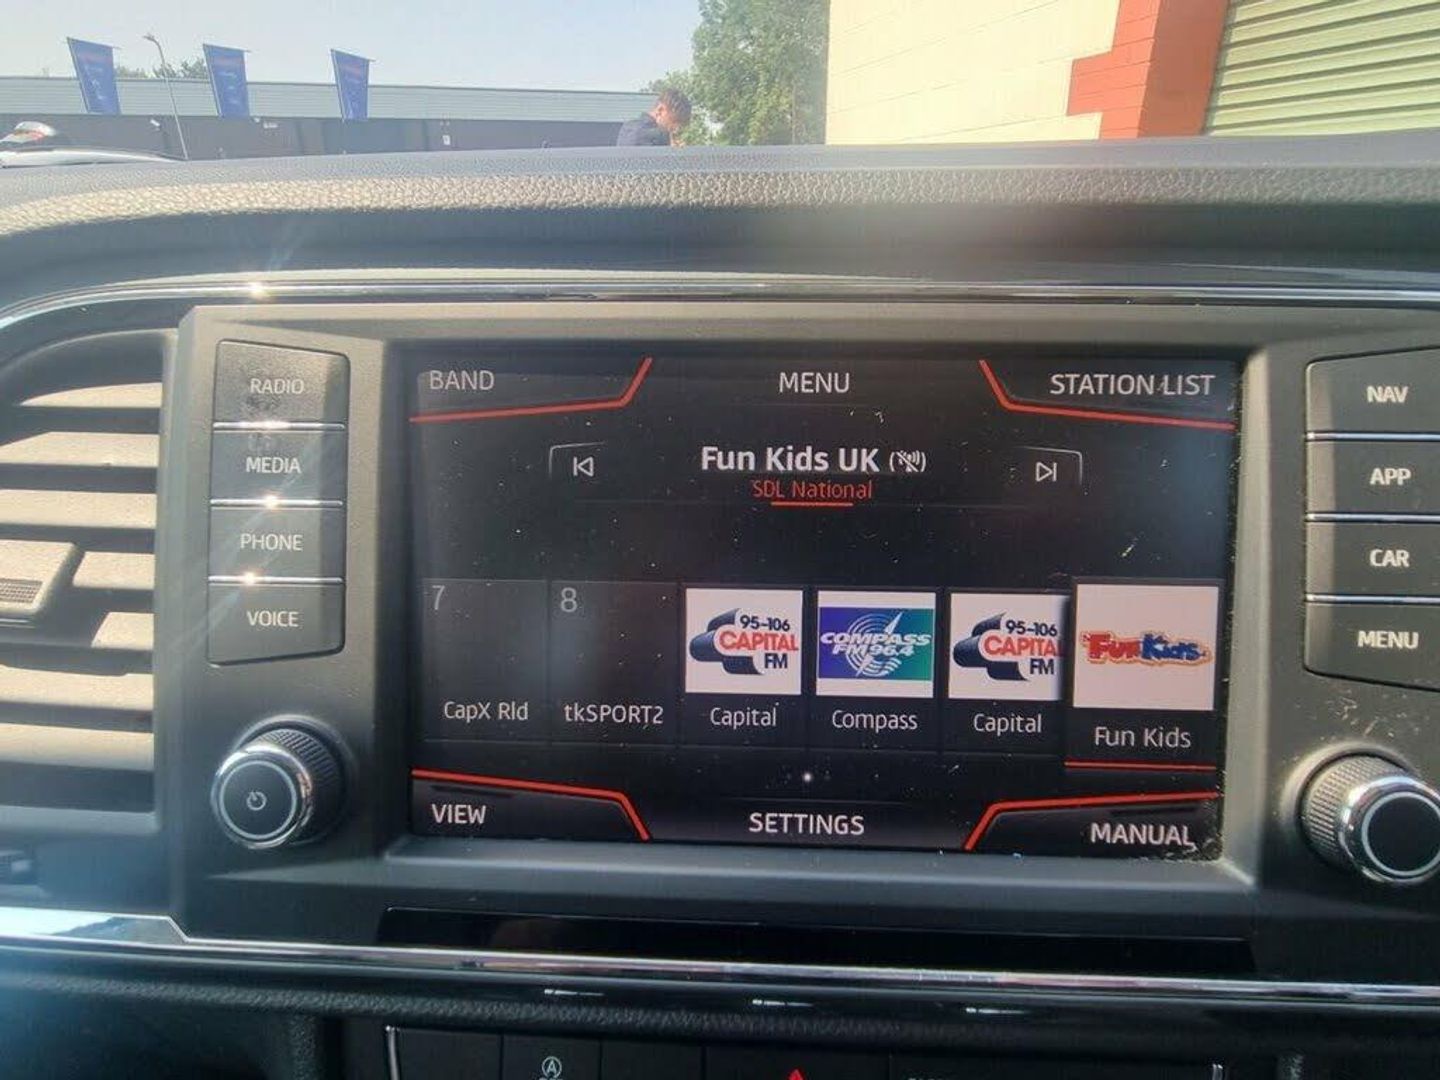 RADIO
MEDIA
PHONE
VOICE
BAND
MENU
STATION LIST
Fun Kids UK
SDL National
7
8
95-106
CAPITAL
FM
COMPASS
FM 96.4
95-106
CAPITAL
FM
FUN KIDS
CapX Rld
tkSPORT2
Capital
Compass
Capital
Fun Kids
VIEW
SETTINGS
MANUAL
NAV
APP
CAR
MENU